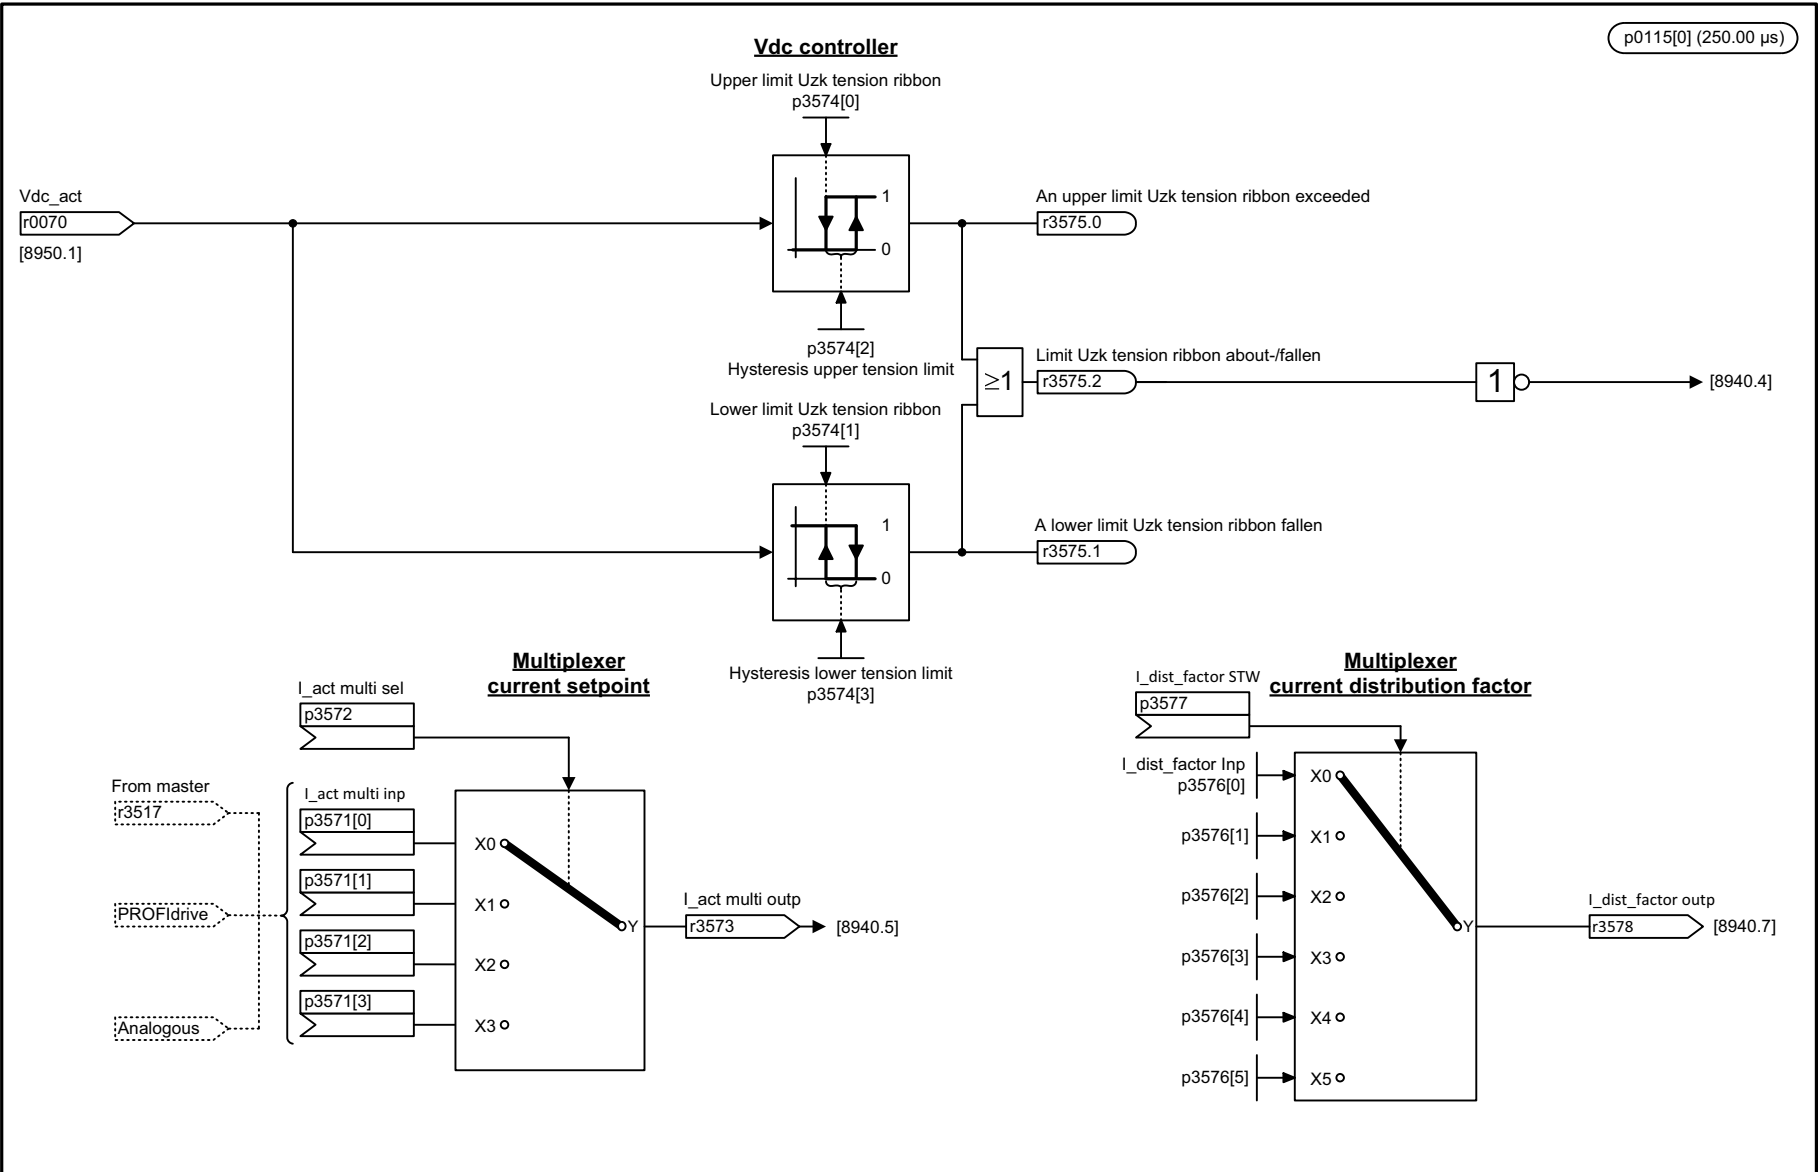 p0115[0] (250.00 µs)
Vdc controller
Upper limit Uzk tension ribbon
p3574[0]
Vdc_act
r0070
[8950.1]
1
0
An upper limit Uzk tension ribbon exceeded
r3575.0
p3574[2]
Hysteresis upper tension limit
≥1
Limit Uzk tension ribbon about-/fallen
r3575.2
1
[8940.4]
Lower limit Uzk tension ribbon
p3574[1]
1
0
A lower limit Uzk tension ribbon fallen
r3575.1
Hysteresis lower tension limit
p3574[3]
Multiplexer
current setpoint
I_act multi sel
p3572
From master
r3517
PROFIdrive
Analogous
I_act multi inp
p3571[0]
p3571[1]
p3571[2]
p3571[3]
X0
X1
X2
X3
Y
I_act multi outp
r3573
[8940.5]
Multiplexer
current distribution factor
I_dist_factor STW
p3577
I_dist_factor Inp
p3576[0]
p3576[1]
p3576[2]
p3576[3]
p3576[4]
p3576[5]
X0
X1
X2
X3
X4
X5
Y
I_dist_factor outp
r3578
[8940.7]